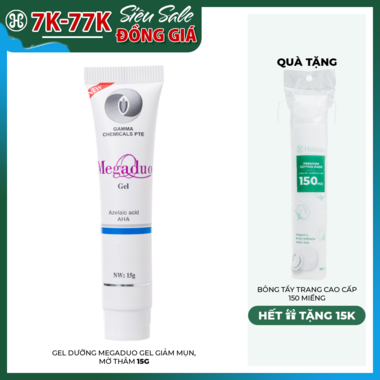 7K-77K
Siêu Sale
ĐỒNG GIÁ
NEW
GAMMA
CHEMICALS PTE
Megaduo
Gel
Azelaic acid
AHA
NW: 15g
QUÀ TẶNG
150
BÔNG TẨY TRANG CAO CẤP
150 MIẾNG
HẾT TẶNG 15K
GEL DƯỠNG MEGADUO GEL GIẢM MỤN,
MỜ THÂM 15G